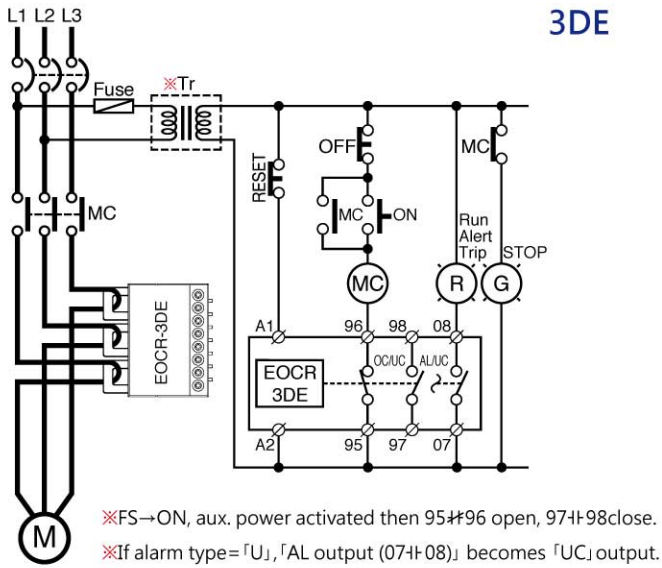 3DE
L1 L2 L3
Fuse
※Tr
OFF
MC
RESET
MC
ON
MC
Run
Alert
Trip
STOP
MC
R
G
EOCR-3DE
A1
96
98
08
OC/UC
AL/UC
EOCR
3DE
A2
95
97
07
M
※FS→ON, aux. power activated then 95⫲96 open, 97⊣⊢98close.
※If alarm type=「U」,「AL output (07⊣⊢08)」 becomes 「UC」output.